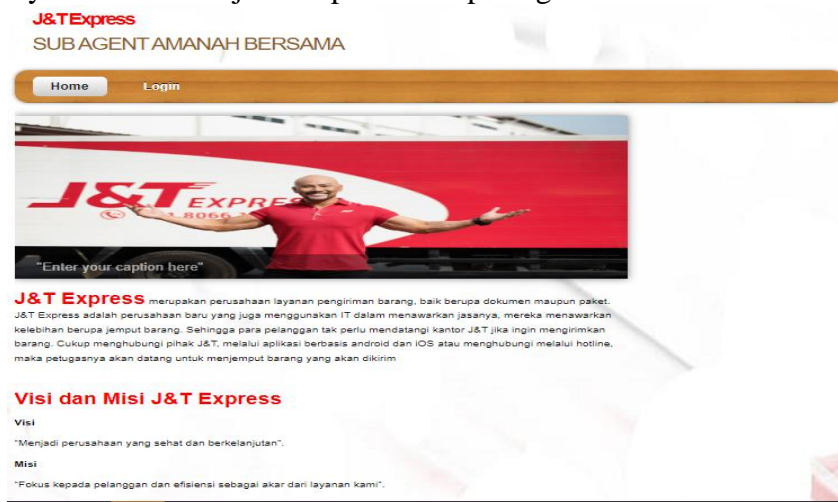 J&TExpress
SUB AGENT AMANAH BERSAMA
Home Login
J&T EXPRESS
8066
"Enter your caption here"
J&T Express merupakan perusahaan layanan pengiriman barang, baik berupa dokumen maupun paket.
J&T Express adalah perusahaan baru yang juga menggunakan IT dalam menawarkan jasanya, mereka menawarkan
kelebihan berupa jemput barang. Sehingga para pelanggan tak perlu mendatangi kantor J&T jika ingin mengirimkan
barang. Cukup menghubungi pihak J&T, melalui aplikasi berbasis android dan iOS atau menghubungi melalui hotline,
maka petugasnya akan datang untuk menjemput barang yang akan dikirim
Visi dan Misi J&T Express
Visi
"Menjadi perusahaan yang sehat dan berkelanjutan".
Misi
"Fokus kepada pelanggan dan efisiensi sebagai akar dari layanan kami".